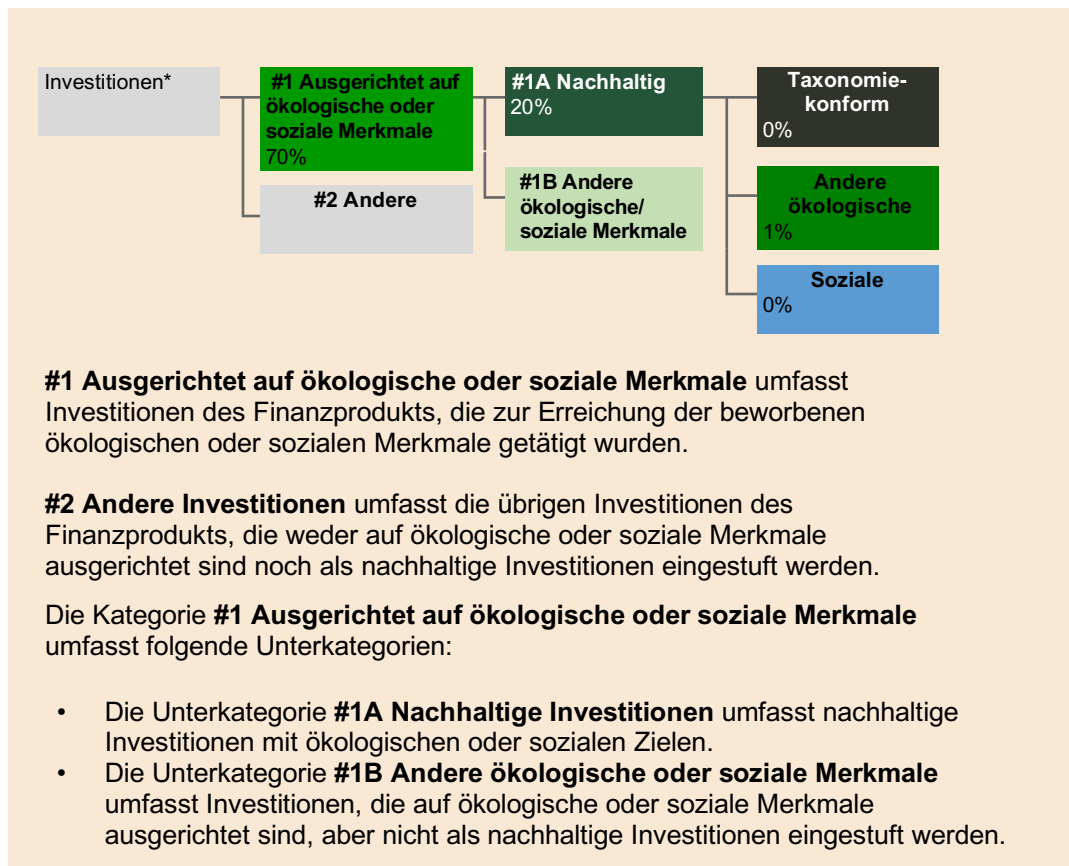 Investitionen*
#1 Ausgerichtet auf
ökologische oder
soziale Merkmale
70%
#2 Andere
#1A Nachhaltig
20%
#1B Andere
ökologische/
soziale Merkmale
Taxonomie-
konform
0%
Andere
ökologische
1%
Soziale
0%
#1 Ausgerichtet auf ökologische oder soziale Merkmale umfasst
Investitionen des Finanzprodukts, die zur Erreichung der beworbenen
ökologischen oder sozialen Merkmale getätigt wurden.
#2 Andere Investitionen umfasst die übrigen Investitionen des
Finanzprodukts, die weder auf ökologische oder soziale Merkmale
ausgerichtet sind noch als nachhaltige Investitionen eingestuft werden.
Die Kategorie #1 Ausgerichtet auf ökologische oder soziale Merkmale
umfasst folgende Unterkategorien:
• Die Unterkategorie #1A Nachhaltige Investitionen umfasst nachhaltige
Investitionen mit ökologischen oder sozialen Zielen.
• Die Unterkategorie #1B Andere ökologische oder soziale Merkmale
umfasst Investitionen, die auf ökologische oder soziale Merkmale
ausgerichtet sind, aber nicht als nachhaltige Investitionen eingestuft werden.